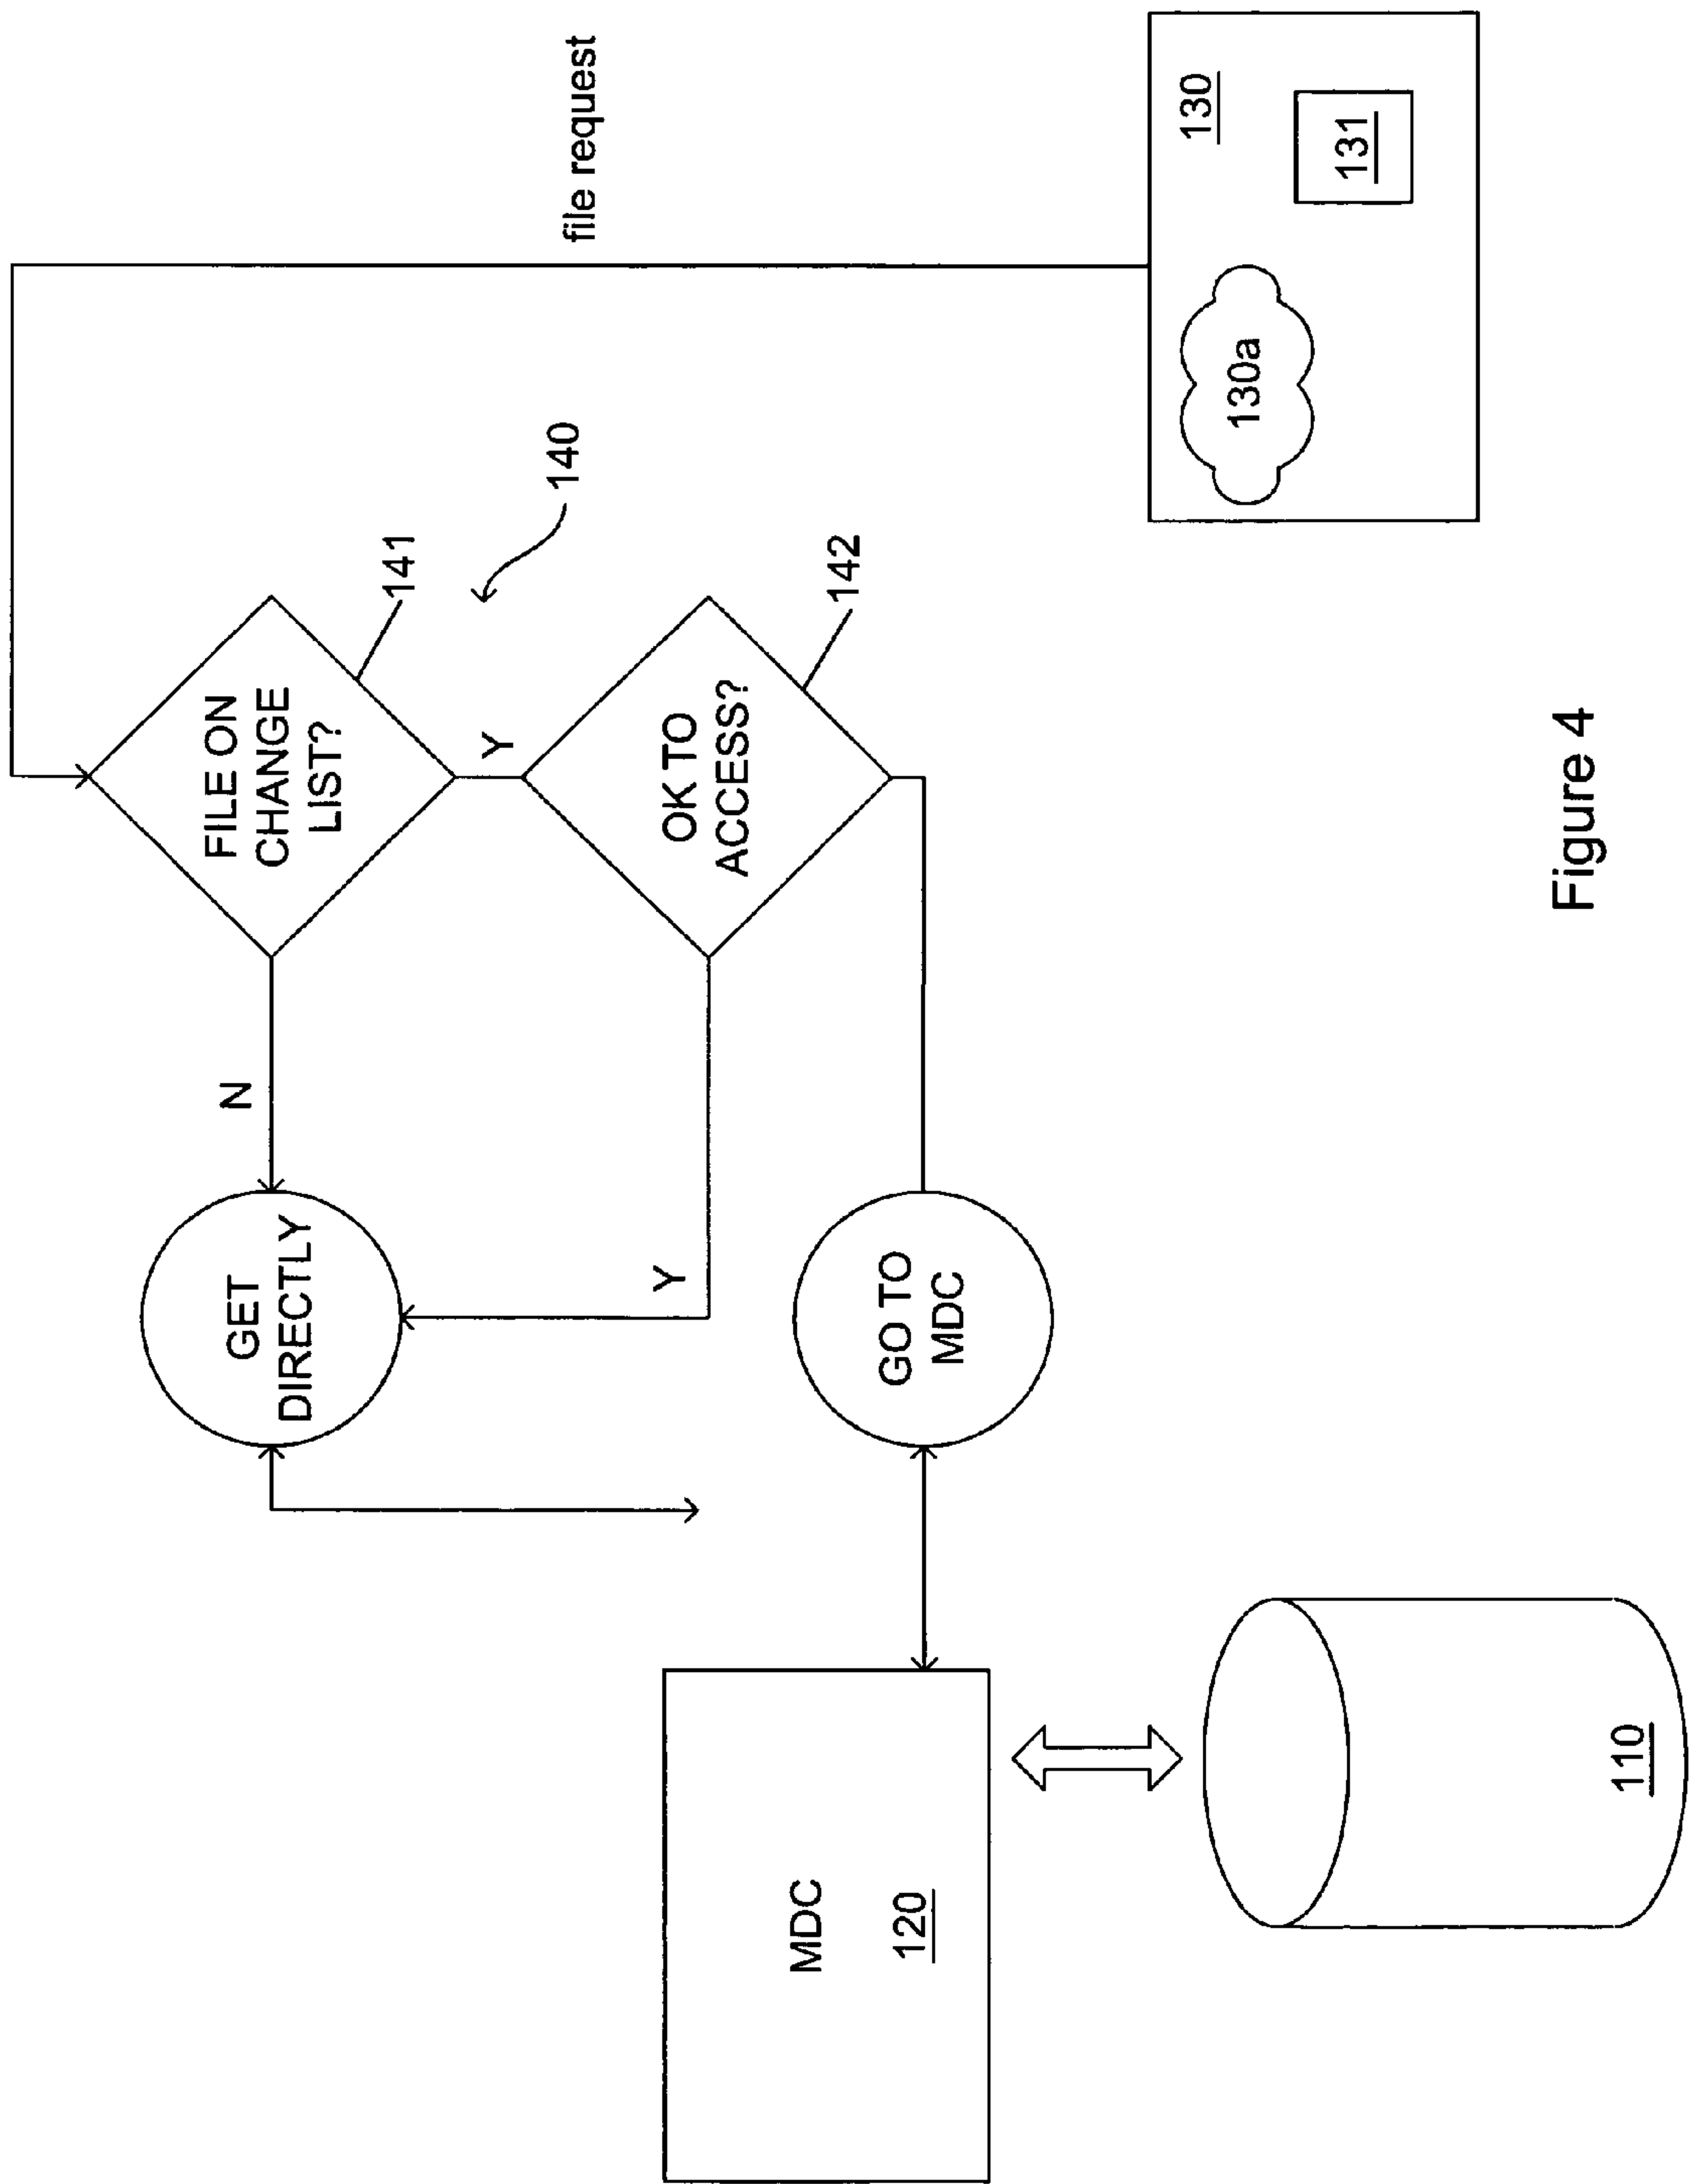 file request
FILE ON
CHANGE
LIST?
141
140
N
Y
GET
DIRECTLY
OK TO
ACCESS?
142
Y
GO TO
MDC
MDC
120
110
130
130a
131
Figure 4